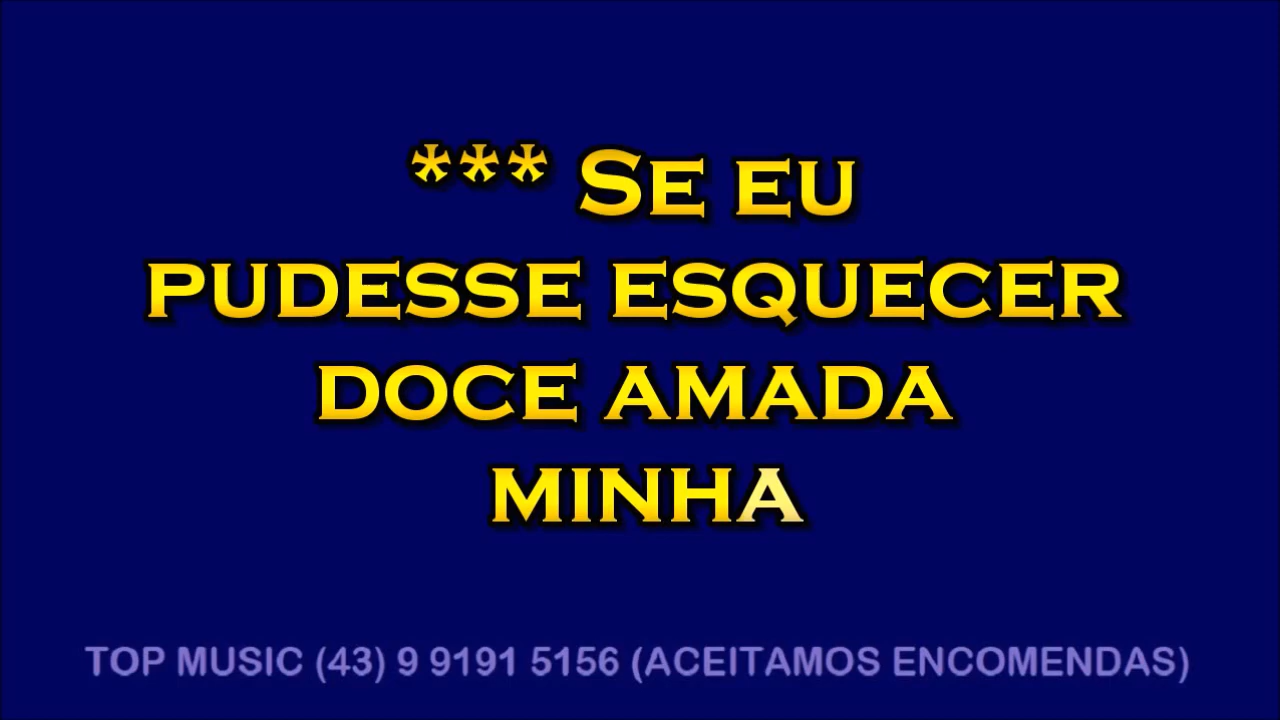 *** SE EU
PUDESSE ESQUECER
DOCE AMADA
MINHA
TOP MUSIC (43) 9 9191 5156 (ACEITAMOS ENCOMENDAS)